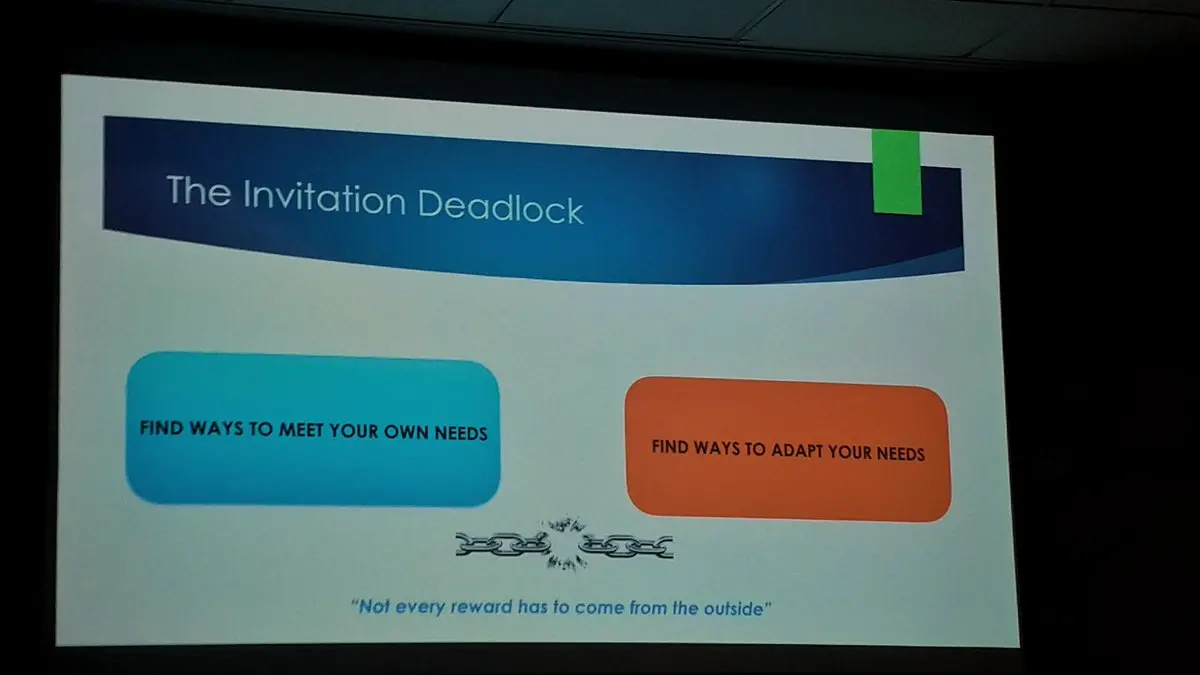 The Invitation Deadlock
FIND WAYS TO MEET YOUR OWN NEEDS
FIND WAYS TO ADAPT YOUR NEEDS
"Not every reward has to come from the outside"